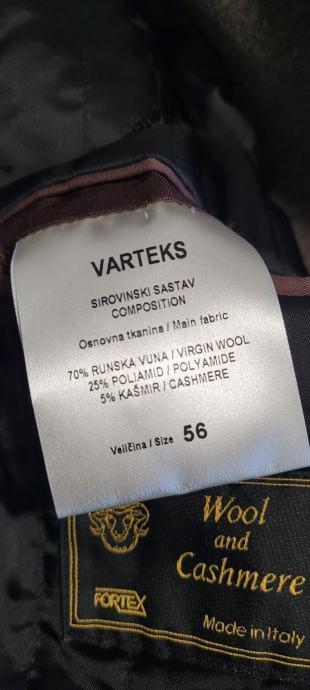 VARTEKS
SIROVINSKI SASTAV
COMPOSITION
Osnovna tkanina / Main fabric
70% RUNSKA VUNA / VIRGIN WOOL
25% POLIAMID / POLYAMIDE
5% KAŠMIR / CASHMERE
Veličina / Size 56
Wool
and
Cashmere
FORTEX
Made in Italy